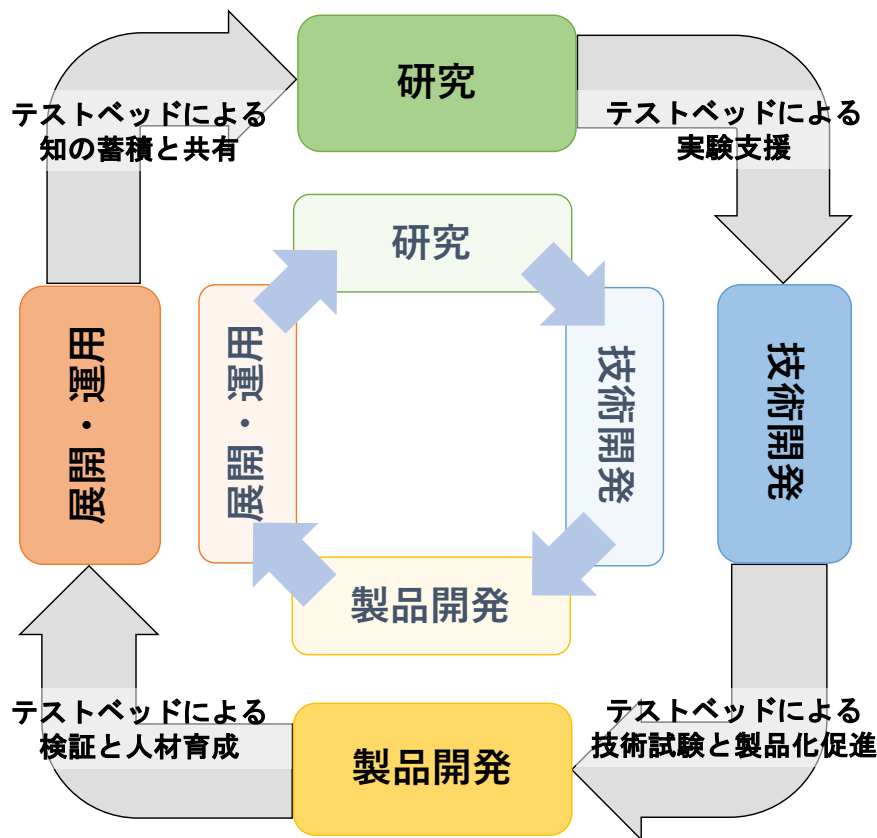 研究
テストベッドによる
知の蓄積と共有
テストベッドによる
実験支援
研究
展開・運用
展開・運用
技術開発
技術開発
製品開発
テストベッドによる
検証と人材育成
テストベッドによる
技術試験と製品化促進
製品開発